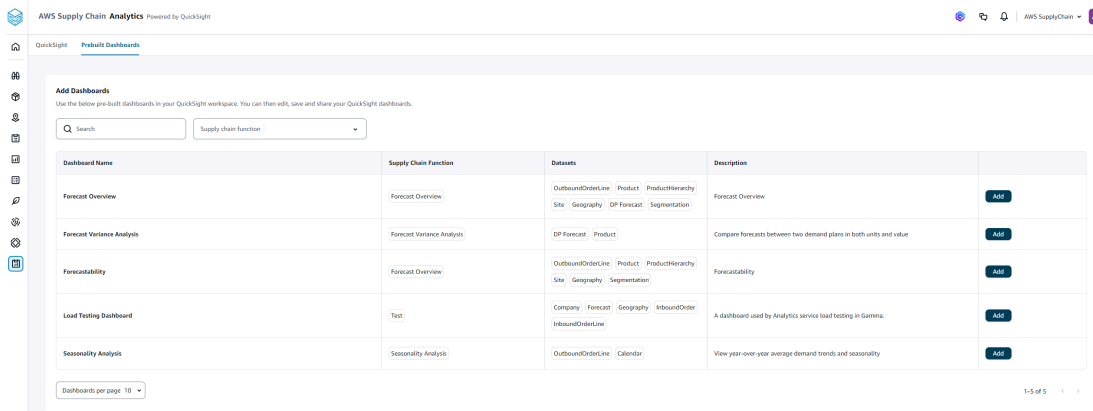 AWS Supply Chain Analytics Powered by QuickSight
AWS SupplyChain
QuickSight Prebuilt Dashboards
Add Dashboards
Use the below pre-built dashboards in your QuickSight workspace. You can then edit, save and share your QuickSight dashboards.
Search
Supply chain function
Dashboard Name Supply Chain Function Datasets Description
Forecast Overview Forecast Overview OutboundOrderLine Product ProductHierarchy Forecast Overview Add
Site Geography DP Forecast Segmentation
Forecast Variance Analysis Forecast Variance Analysis DP Forecast Product Compare forecasts between two demand plans in both units and value Add
Forecastability Forecast Overview OutboundOrderLine Product ProductHierarchy Forecastability Add
Site Geography Segmentation
Load Testing Dashboard Test Company Forecast Geography InboundOrder A dashboard used by Analytics service load testing in Gamma. Add
InboundOrderLine
Seasonality Analysis Seasonality Analysis OutboundOrderLine Calendar View year-over-year average demand trends and seasonality Add
Dashboards per page 10
1–5 of 5